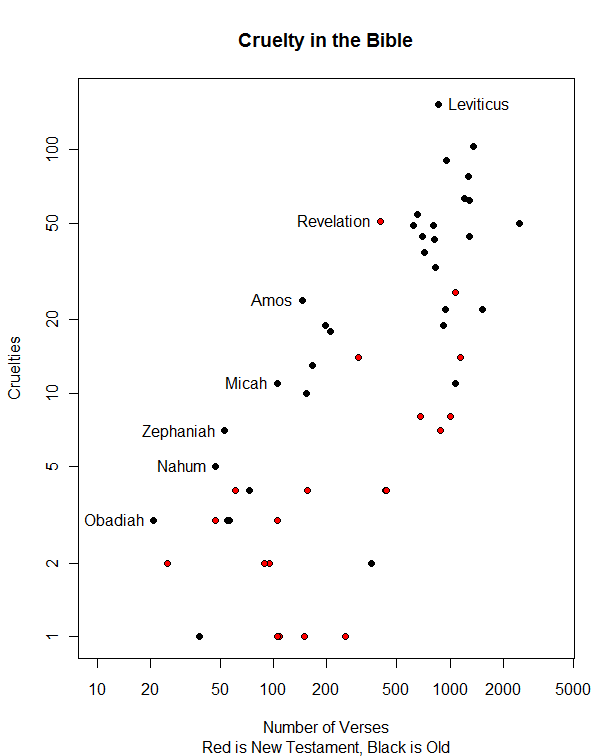 Cruelty in the Bible
Leviticus
100
50
Revelation
Amos
20
Micah
10
Zephaniah
Nahum
5
Obadiah
2
1
Cruelties
10 20 50 100 200 500 1000 2000 5000
Number of Verses
Red is New Testament, Black is Old